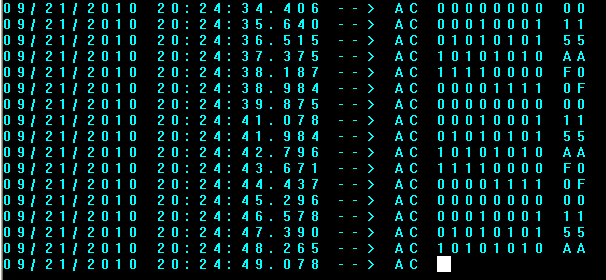 09/21/2010 20:24:34.406 --> AC 00000000 00
09/21/2010 20:24:35.640 --> AC 00010001 11
09/21/2010 20:24:36.515 --> AC 01010101 55
09/21/2010 20:24:37.375 --> AC 10101010 AA
09/21/2010 20:24:38.187 --> AC 11110000 F0
09/21/2010 20:24:38.984 --> AC 00001111 0F
09/21/2010 20:24:39.875 --> AC 00000000 00
09/21/2010 20:24:41.078 --> AC 00010001 11
09/21/2010 20:24:41.984 --> AC 01010101 55
09/21/2010 20:24:42.796 --> AC 10101010 AA
09/21/2010 20:24:43.671 --> AC 11110000 F0
09/21/2010 20:24:44.437 --> AC 00001111 0F
09/21/2010 20:24:45.296 --> AC 00000000 00
09/21/2010 20:24:46.578 --> AC 00010001 11
09/21/2010 20:24:47.390 --> AC 01010101 55
09/21/2010 20:24:48.265 --> AC 10101010 AA
09/21/2010 20:24:49.078 --> AC